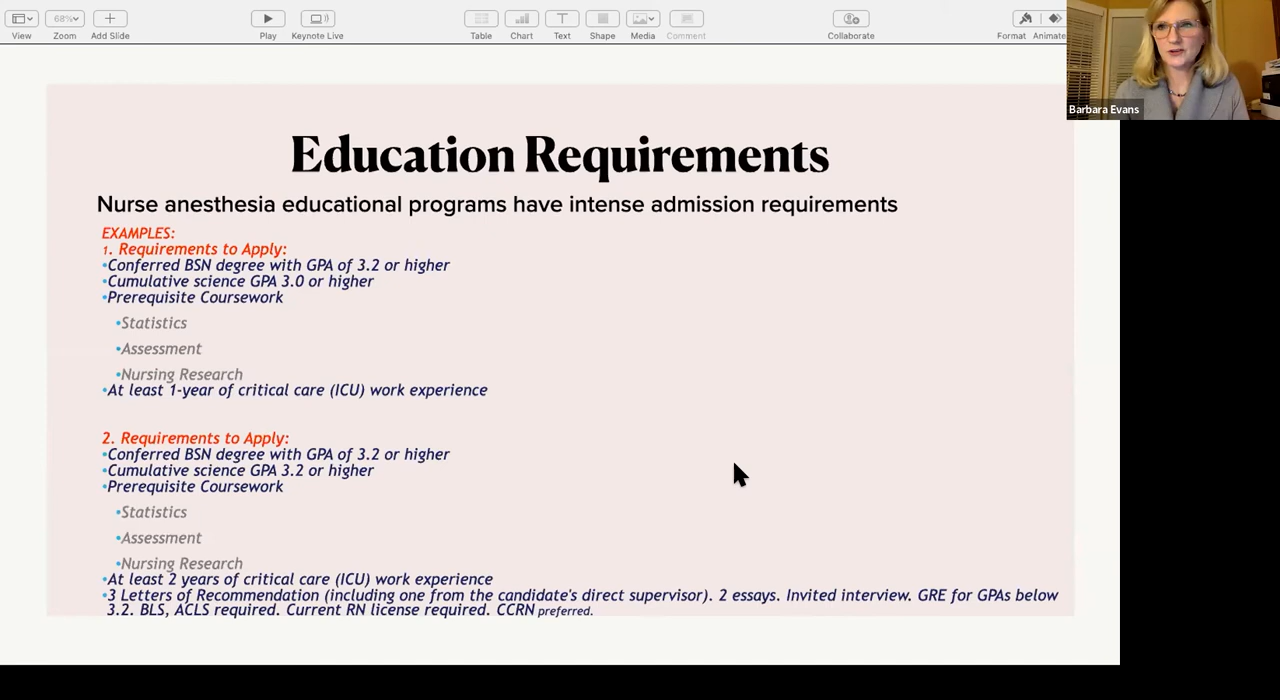 68%
View
Zoom
Add Slide
Play
Keynote Live
Table
Chart
Text
Shape
Media
Comment
Collaborate
Format
Animate
Barbara Evans
Education Requirements
Nurse anesthesia educational programs have intense admission requirements
EXAMPLES:
1. Requirements to Apply:
•Conferred BSN degree with GPA of 3.2 or higher
•Cumulative science GPA 3.0 or higher
•Prerequisite Coursework
•Statistics
•Assessment
•Nursing Research
•At least 1-year of critical care (ICU) work experience
2. Requirements to Apply:
•Conferred BSN degree with GPA of 3.2 or higher
•Cumulative science GPA 3.2 or higher
•Prerequisite Coursework
•Statistics
•Assessment
•Nursing Research
•At least 2 years of critical care (ICU) work experience
•3 Letters of Recommendation (including one from the candidate's direct supervisor). 2 essays. Invited interview. GRE for GPAs below
3.2. BLS, ACLS required. Current RN license required. CCRN preferred.